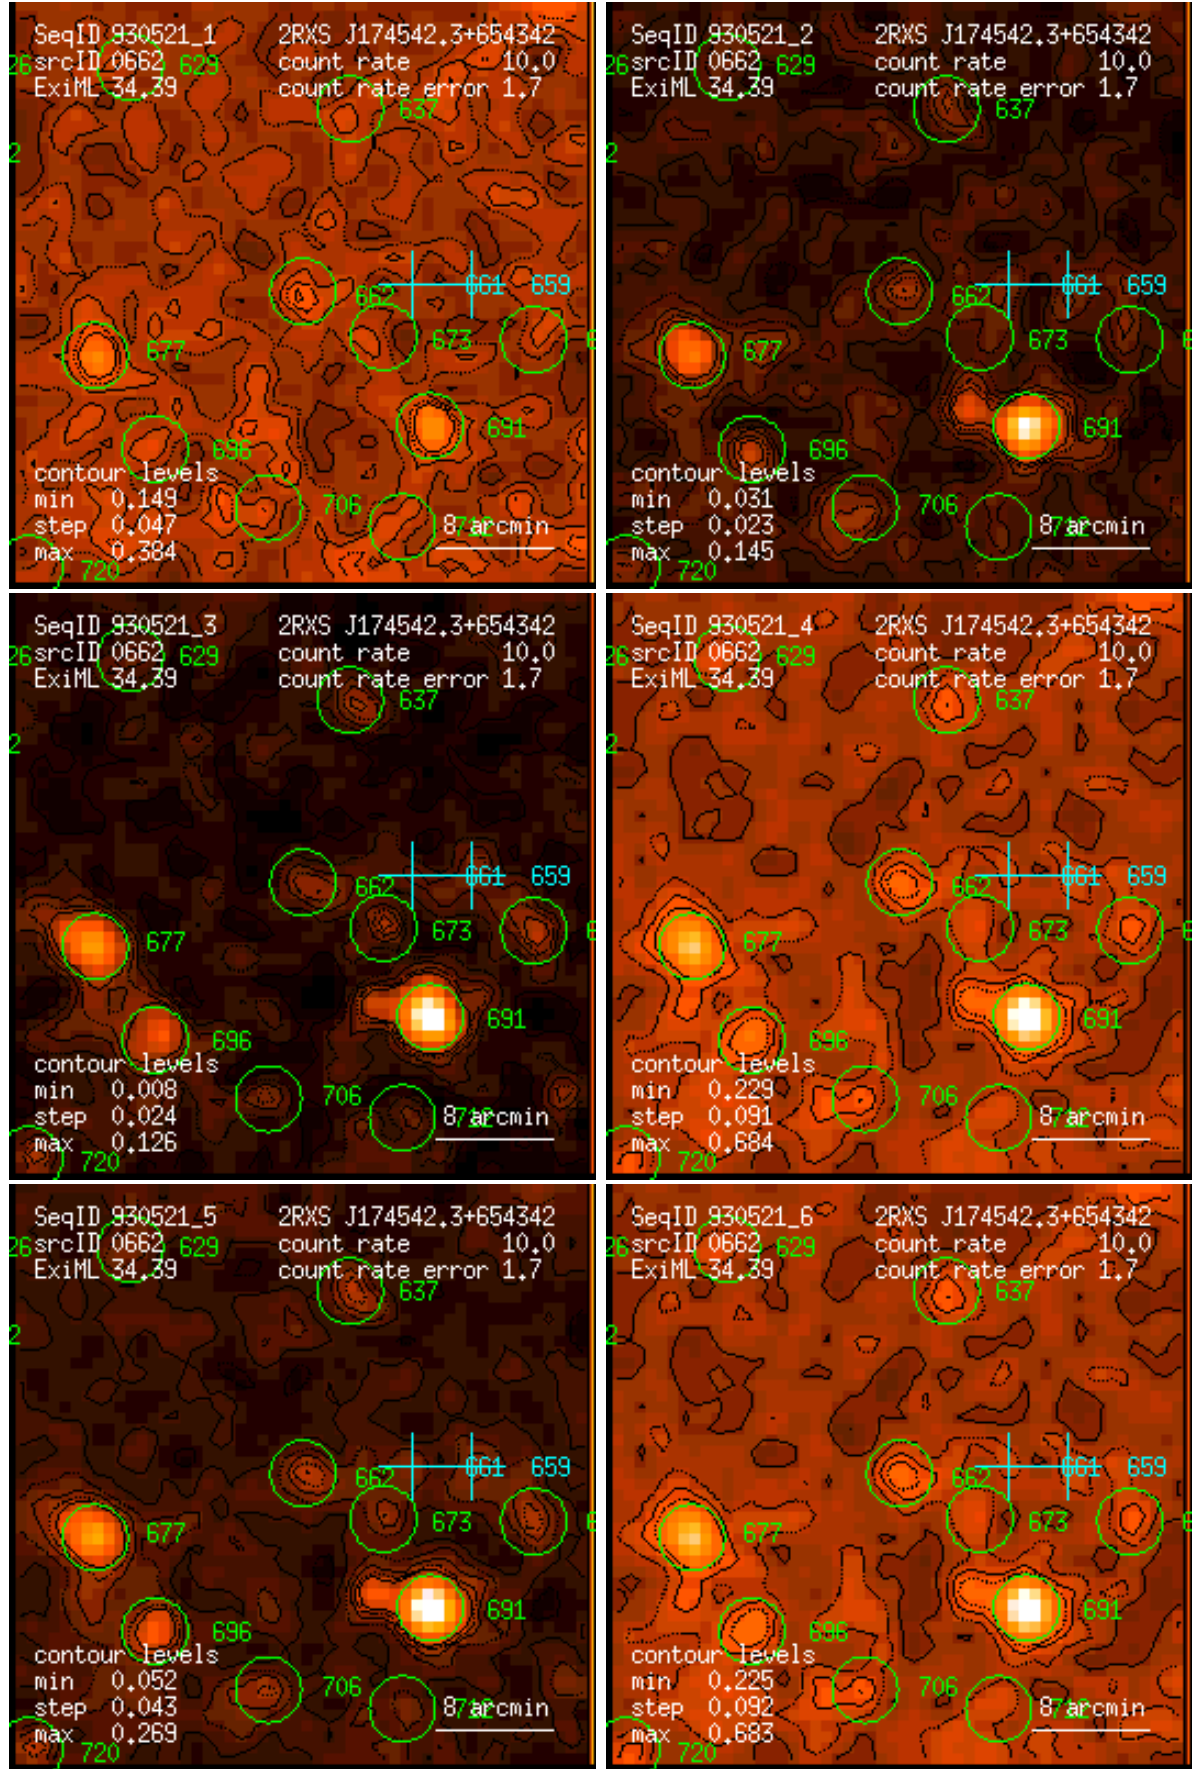 SeqID 930521_1 2RXS J174542.3+654342
26 srcID 0662 629 count rate 10.0
ExiML 34.39 count rate error 1.7
637
2
661 659
662
673
677
691
696
contour levels
min 0.149
step 0.047 706 8 arcmin
max 0.384
720
SeqID 930521_2 2RXS J174542.3+654342
26 srcID 0662 629 count rate 10.0
ExiML 34.39 count rate error 1.7
637
2
661 659
662
673
677
691
696
contour levels
min 0.031
step 0.023 706 8 arcmin
max 0.145
720
SeqID 930521_3 2RXS J174542.3+654342
26 srcID 0662 629 count rate 10.0
ExiML 34.39 count rate error 1.7
637
2
661 659
662
673
677
691
696
contour levels
min 0.008
step 0.024 706 8 arcmin
max 0.126
720
SeqID 930521_4 2RXS J174542.3+654342
26 srcID 0662 629 count rate 10.0
ExiML 34.39 count rate error 1.7
637
2
661 659
662
673
677
691
696
contour levels
min 0.229
step 0.091 706 8 arcmin
max 0.684
720
SeqID 930521_5 2RXS J174542.3+654342
26 srcID 0662 629 count rate 10.0
ExiML 34.39 count rate error 1.7
637
2
661 659
662
673
677
691
696
contour levels
min 0.052
step 0.043 706 8 arcmin
max 0.269
720
SeqID 930521_6 2RXS J174542.3+654342
26 srcID 0662 629 count rate 10.0
ExiML 34.39 count rate error 1.7
637
2
661 659
662
673
677
691
696
contour levels
min 0.225
step 0.092 706 8 arcmin
max 0.683
720